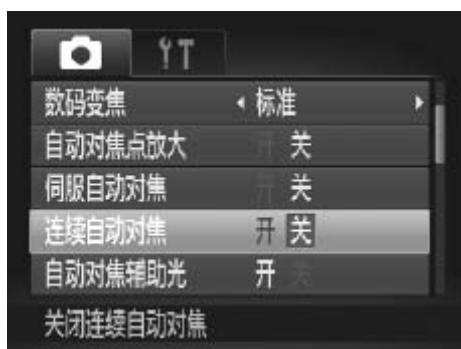 数码变焦 标准
自动对焦点放大 开 关
伺服自动对焦 开 关
连续自动对焦 开 关
自动对焦辅助光 开 关
关闭连续自动对焦